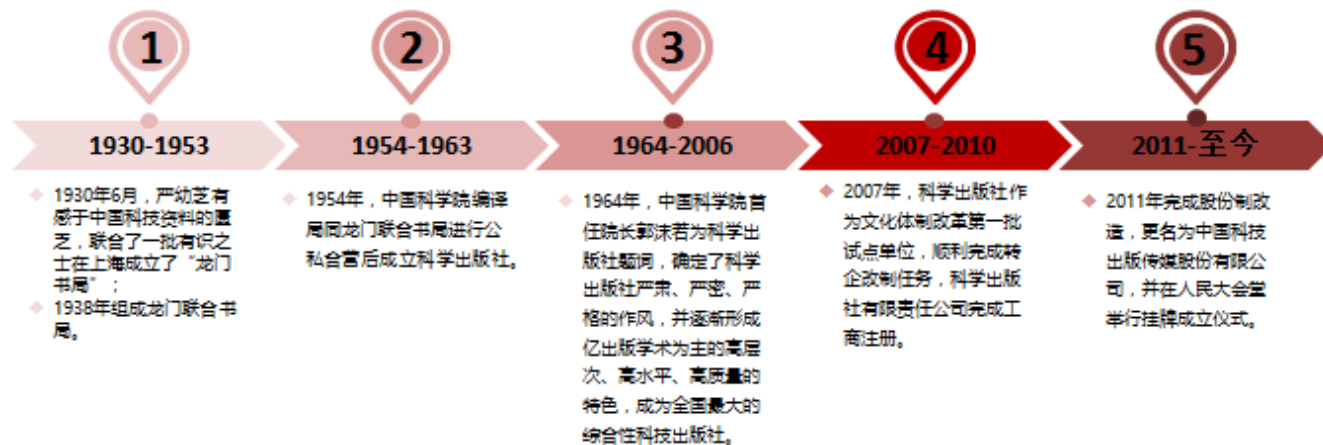 1
2
3
4
5
1930-1953
1954-1963
1964-2006
2007-2010
2011-至今
1930年6月，严幼芝有
感于中国科技资料的匮
乏，联合了一批有识之
士在上海成立了“龙门
书局”；
1938年组成龙门联合书
局。
1954年，中国科学院编译
局同龙门联合书局进行公
私合营后成立科学出版社。
1964年，中国科学院首
任院长郭沫若为科学出
版社题词，确定了科学
出版社严肃、严密、严
格的作风，并逐渐形成
亿出版学术为主的高层
次、高水平、高质量的
特色，成为全国最大的
综合性科技出版社。
2007年，科学出版社作
为文化体制改革第一批
试点单位，顺利完成转
企改制任务，科学出版
社有限责任公司完成工
商注册。
2011年完成股份制改
造，更名为中国科技
出版传媒股份有限公
司，并在人民大会堂
举行挂牌成立仪式。